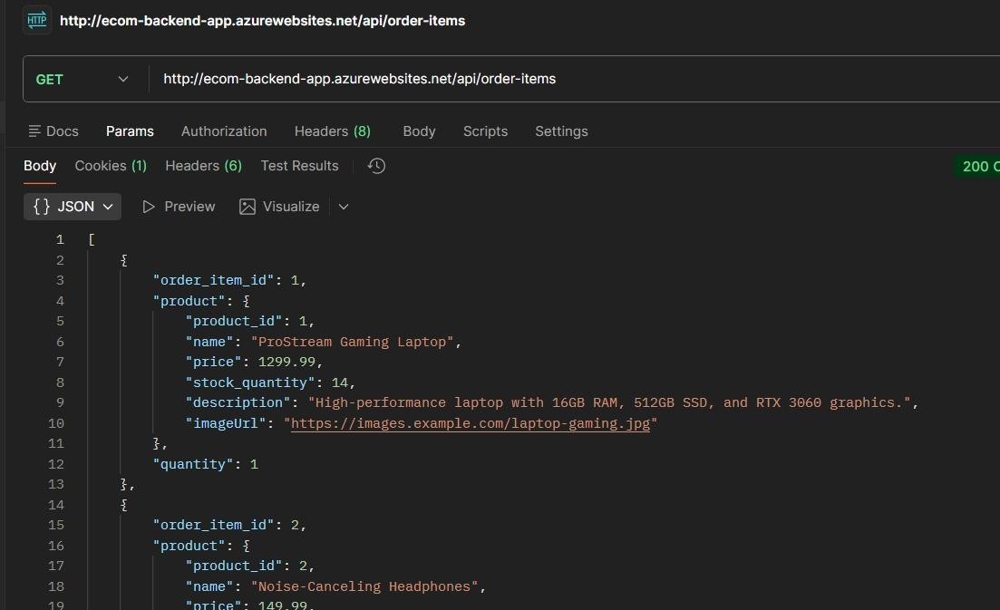 HTTP http://ecom-backend-app.azurewebsites.net/api/order-items
GET http://ecom-backend-app.azurewebsites.net/api/order-items
Docs Params Authorization Headers (8) Body Scripts Settings
Body Cookies (1) Headers (6) Test Results 200
{} JSON Preview Visualize
1 [
2 {
3 "order_item_id": 1,
4 "product": {
5 "product_id": 1,
6 "name": "ProStream Gaming Laptop",
7 "price": 1299.99,
8 "stock_quantity": 14,
9 "description": "High-performance laptop with 16GB RAM, 512GB SSD, and RTX 3060 graphics.",
10 "imageUrl": "https://images.example.com/laptop-gaming.jpg"
11 },
12 "quantity": 1
13 },
14 {
15 "order_item_id": 2,
16 "product": {
17 "product_id": 2,
18 "name": "Noise-Canceling Headphones",
19 "price": 149.99,